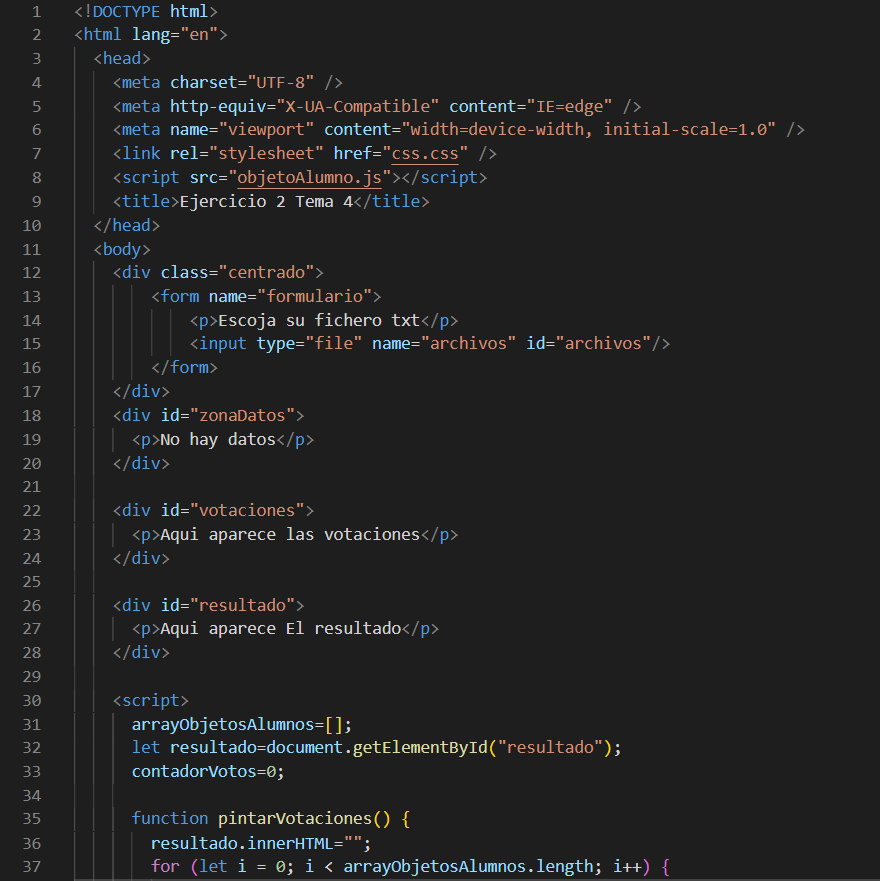 1 <!DOCTYPE html>
2 <html lang="en">
3 <head>
4 <meta charset="UTF-8" />
5 <meta http-equiv="X-UA-Compatible" content="IE=edge" />
6 <meta name="viewport" content="width=device-width, initial-scale=1.0" />
7 <link rel="stylesheet" href="css.css" />
8 <script src="objetoAlumno.js"></script>
9 <title>Ejercicio 2 Tema 4</title>
10 </head>
11 <body>
12 <div class="centrado">
13 <form name="formulario">
14 <p>Escoja su fichero txt</p>
15 <input type="file" name="archivos" id="archivos"/>
16 </form>
17 </div>
18 <div id="zonaDatos">
19 <p>No hay datos</p>
20 </div>
21
22 <div id="votaciones">
23 <p>Aqui aparece las votaciones</p>
24 </div>
25
26 <div id="resultado">
27 <p>Aqui aparece El resultado</p>
28 </div>
29
30 <script>
31 arrayObjetosAlumnos=[];
32 let resultado=document.getElementById("resultado");
33 contadorVotos=0;
34
35 function pintarVotaciones() {
36 resultado.innerHTML="";
37 for (let i = 0; i < arrayObjetosAlumnos.length; i++) {